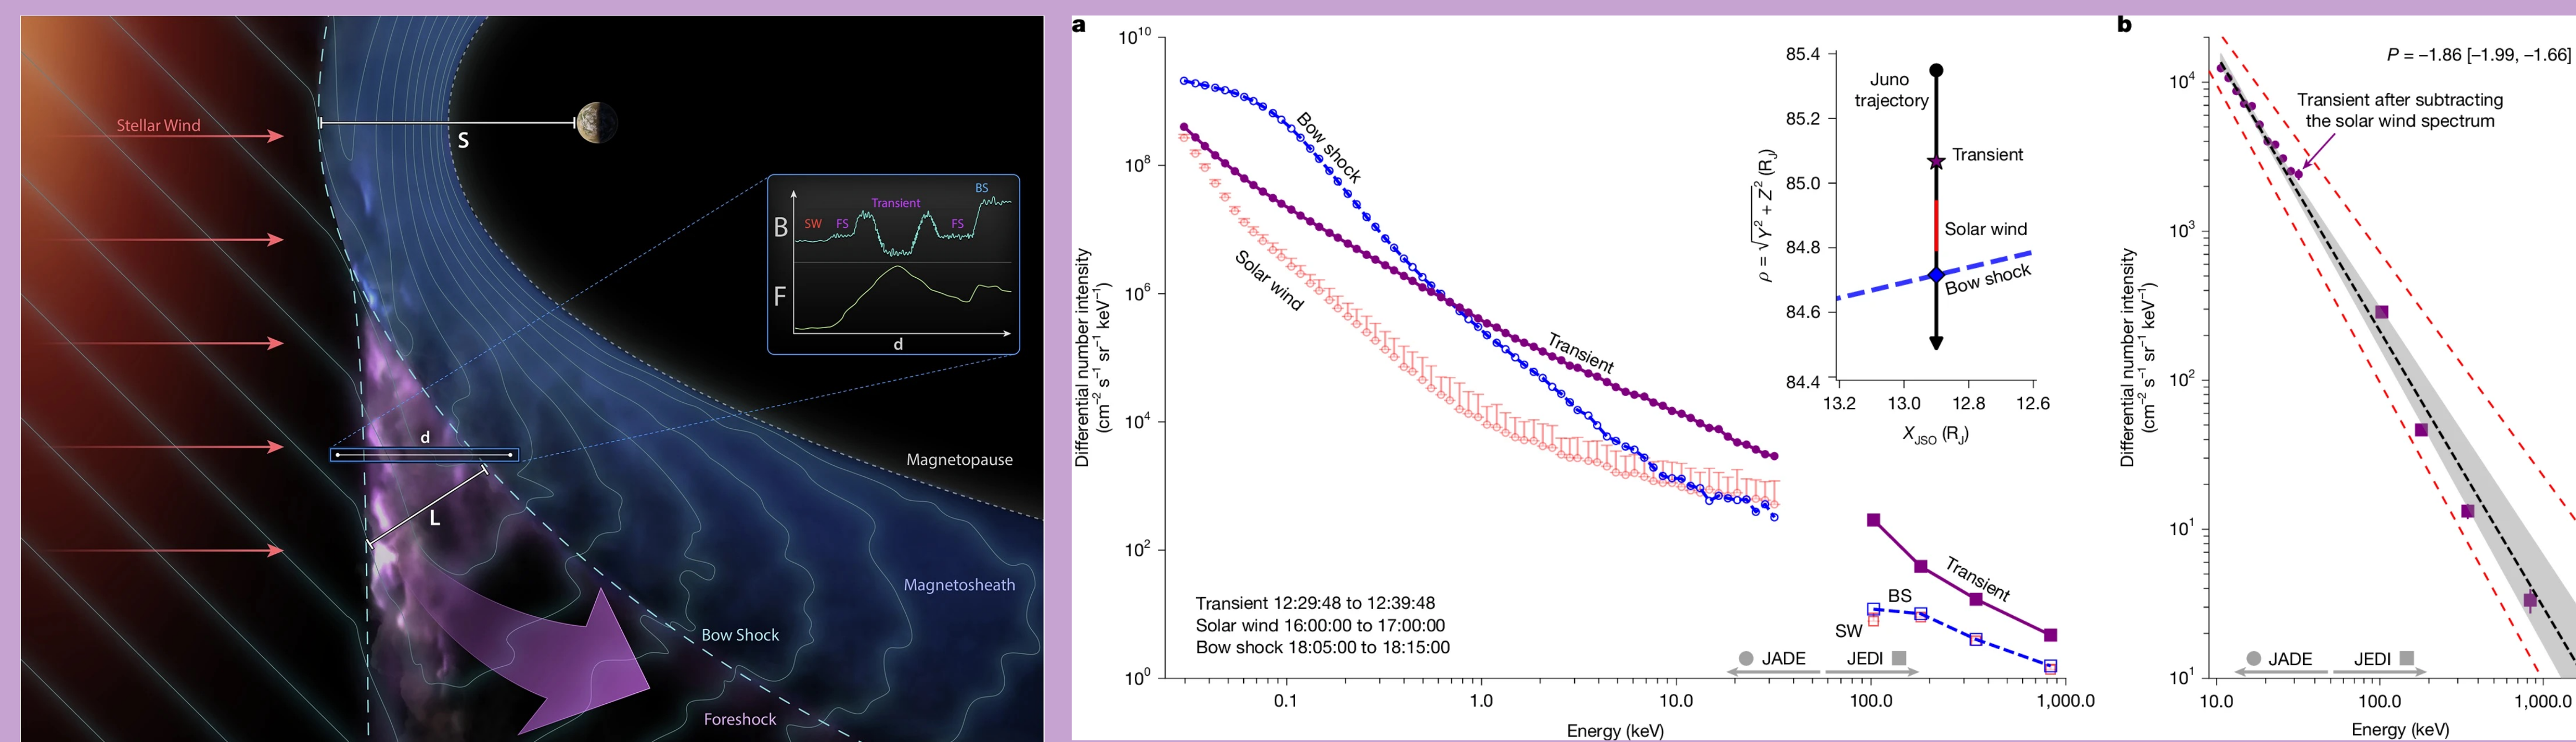 Stellar Wind
S
BS
Transient
SW
FS
FS
B
F
d
d
L
Magnetopause
Magnetosheath
Bow Shock
Foreshock
a
10¹⁰
10⁸
10⁶
10⁴
10²
10⁰
Differential number intensity
(cm⁻² s⁻¹ sr⁻¹ keV⁻¹)
Bow shock
Solar wind
Transient
Transient 12:29:48 to 12:39:48
Solar wind 16:00:00 to 17:00:00
Bow shock 18:05:00 to 18:15:00
Transient
BS
SW
JADE
JEDI
0.1
1.0
10.0
100.0
1,000.0
Energy (keV)
85.4
85.2
85.0
84.8
84.6
84.4
ρ = √Y² + Z² (R_J)
Juno
trajectory
Transient
Solar wind
Bow shock
13.2
13.0
12.8
12.6
X_JSO (R_J)
b
P = −1.86 [−1.99, −1.66]
Transient after subtracting
the solar wind spectrum
10⁴
10³
10²
10¹
10¹
Differential number intensity
(cm⁻² s⁻¹ sr⁻¹ keV⁻¹)
JADE
JEDI
10.0
100.0
1,000.0
Energy (keV)